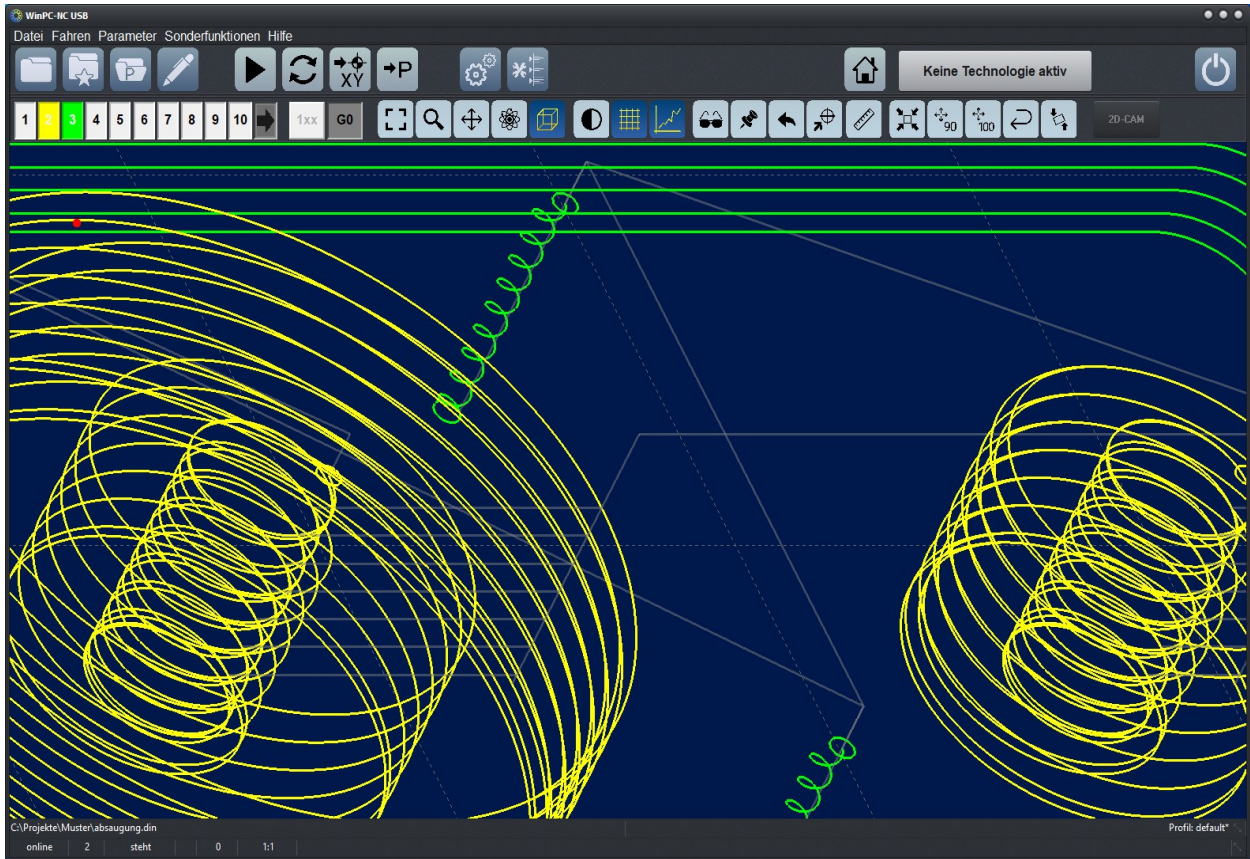 WinPC-NC USB
Datei Fahren Parameter Sonderfunktionen Hilfe
P XY P Keine Technologie aktiv
1 2 3 4 5 6 7 8 9 10 1xx G0 90 100 2D-CAM
C:\Projekte\Muster\absaugung.din Profil: default*
online 2 steht 0 1:1